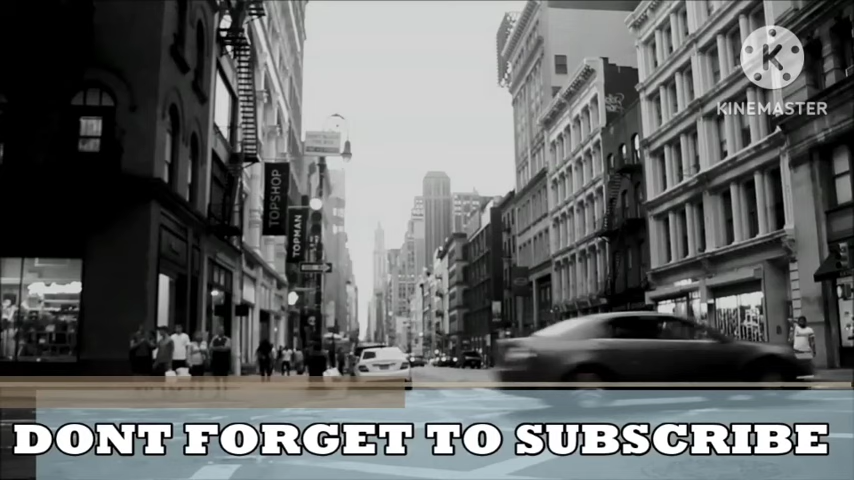 KINEMASTER
TOPSHOP
TOPMAN
DONT FORGET TO SUBSCRIBE